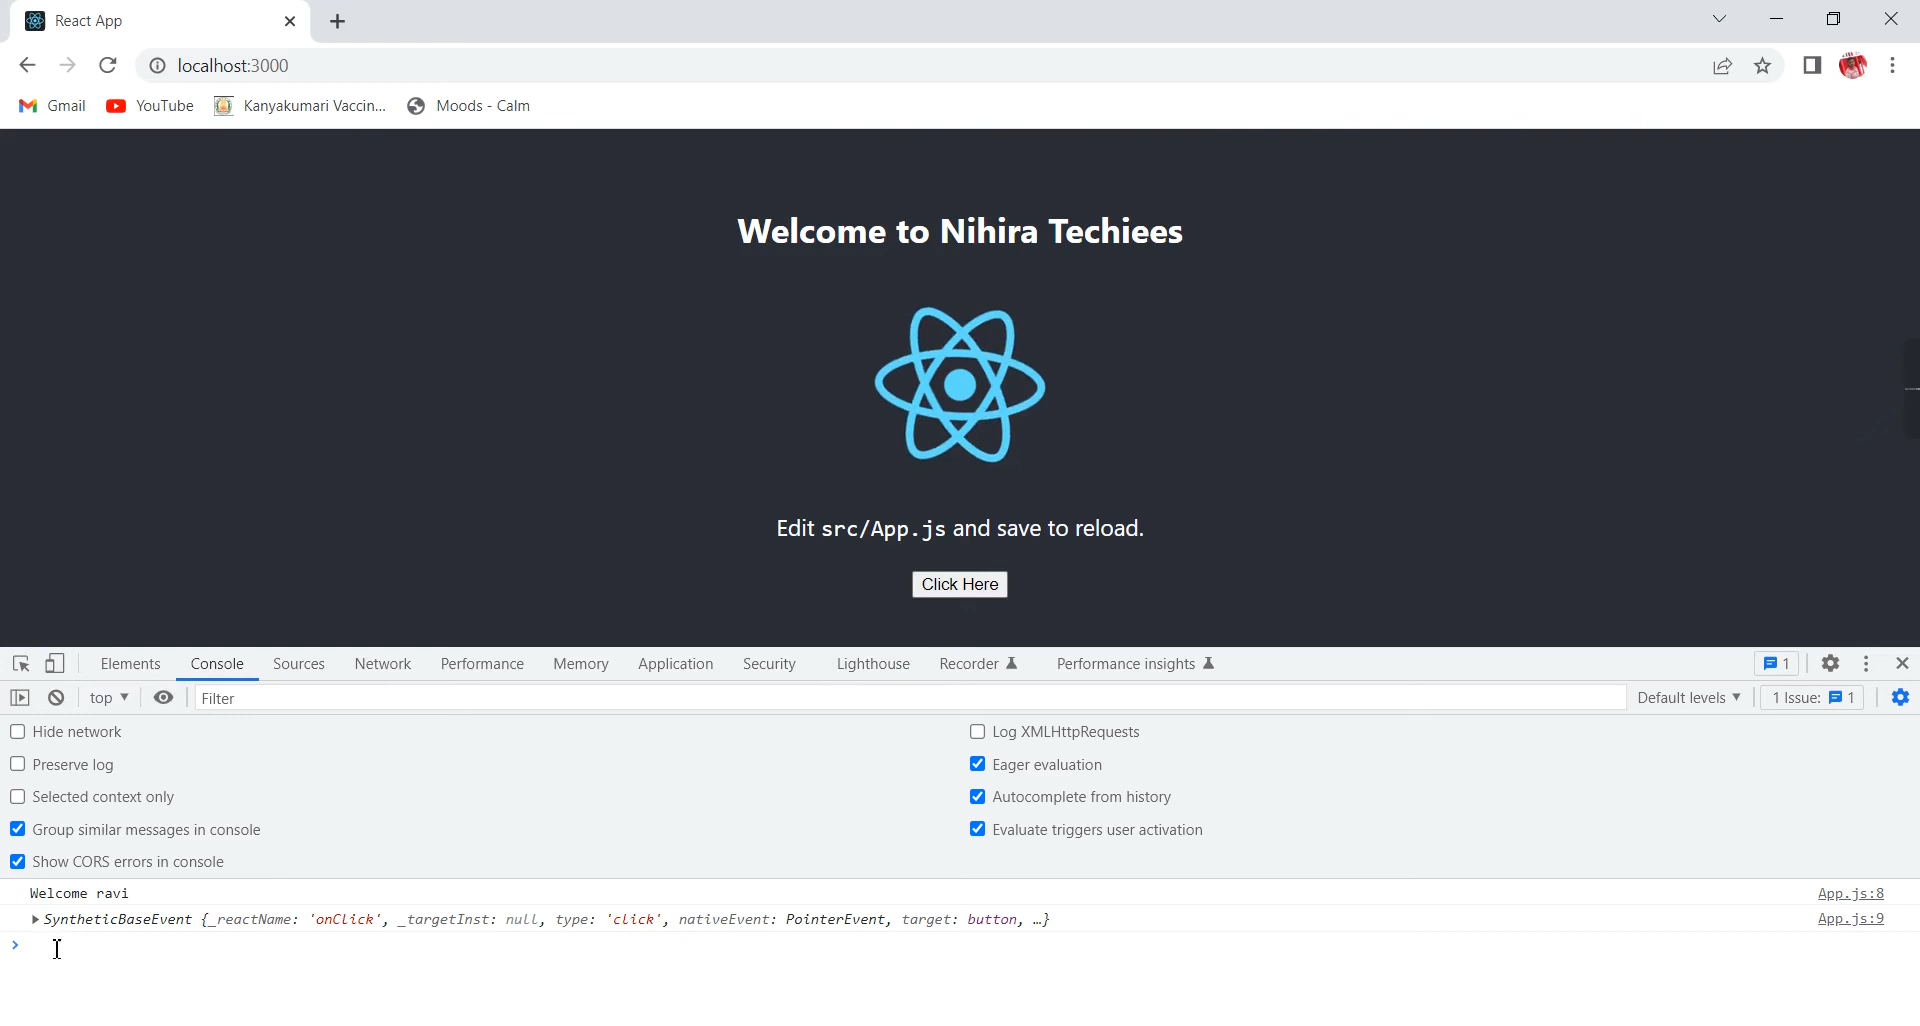 React App
localhost:3000
Gmail YouTube Kanyakumari Vaccin... Moods - Calm
Welcome to Nihira Techiees
Edit src/App.js and save to reload.
Click Here
Elements Console Sources Network Performance Memory Application Security Lighthouse Recorder Performance insights 1
top Filter Default levels 1 Issue: 1
Hide network Log XMLHttpRequests
Preserve log Eager evaluation
Selected context only Autocomplete from history
Group similar messages in console Evaluate triggers user activation
Show CORS errors in console
Welcome ravi App.js:8
SyntheticBaseEvent {_reactName: 'onClick', _targetInst: null, type: 'click', nativeEvent: PointerEvent, target: button, …} App.js:9